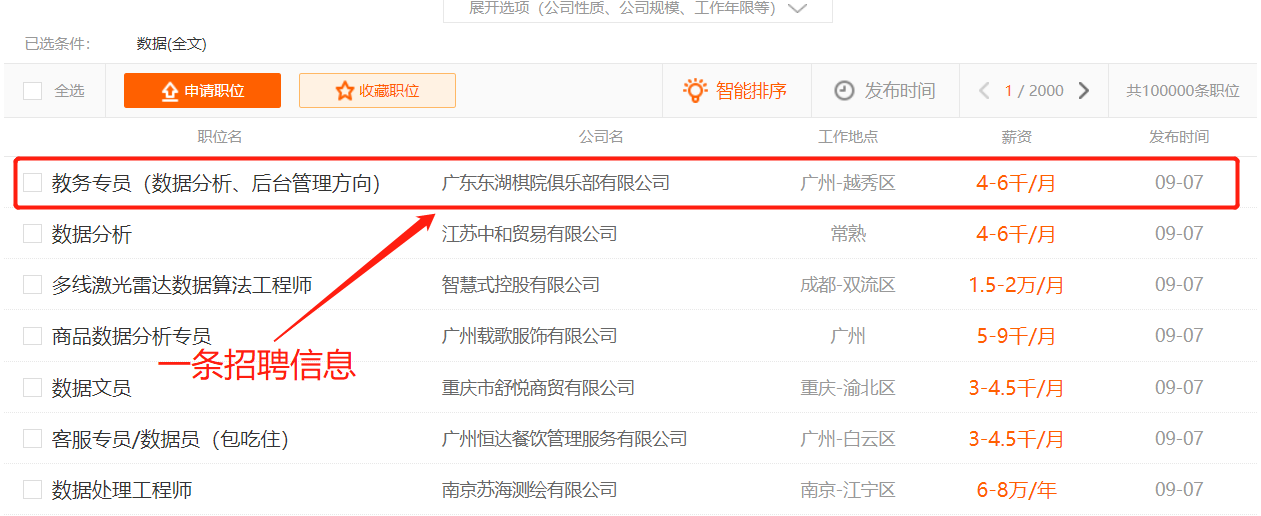 展开选项（公司性质、公司规模、工作年限等）
已选条件： 数据(全文)
全选 申请职位 收藏职位 智能排序 发布时间 1 / 2000 共100000条职位
职位名 公司名 工作地点 薪资 发布时间
教务专员（数据分析、后台管理方向） 广东东湖棋院俱乐部有限公司 广州-越秀区 4-6千/月 09-07
数据分析 江苏中和贸易有限公司 常熟 4-6千/月 09-07
多线激光雷达数据算法工程师 智慧式控股有限公司 成都-双流区 1.5-2万/月 09-07
商品数据分析专员 广州载歌服饰有限公司 广州 5-9千/月 09-07
一条招聘信息
数据文员 重庆市舒悦商贸有限公司 重庆-渝北区 3-4.5千/月 09-07
客服专员/数据员（包吃住） 广州恒达餐饮管理服务有限公司 广州-白云区 3-4.5千/月 09-07
数据处理工程师 南京苏海测绘有限公司 南京-江宁区 6-8万/年 09-07